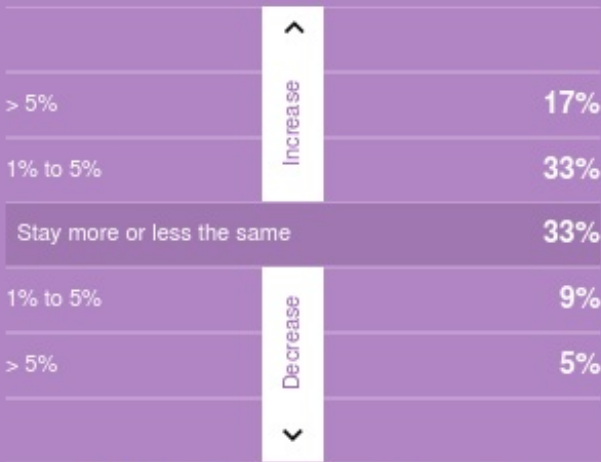 > 5% 17%
Increase
1% to 5% 33%
Stay more or less the same 33%
1% to 5% 9%
Decrease
> 5% 5%